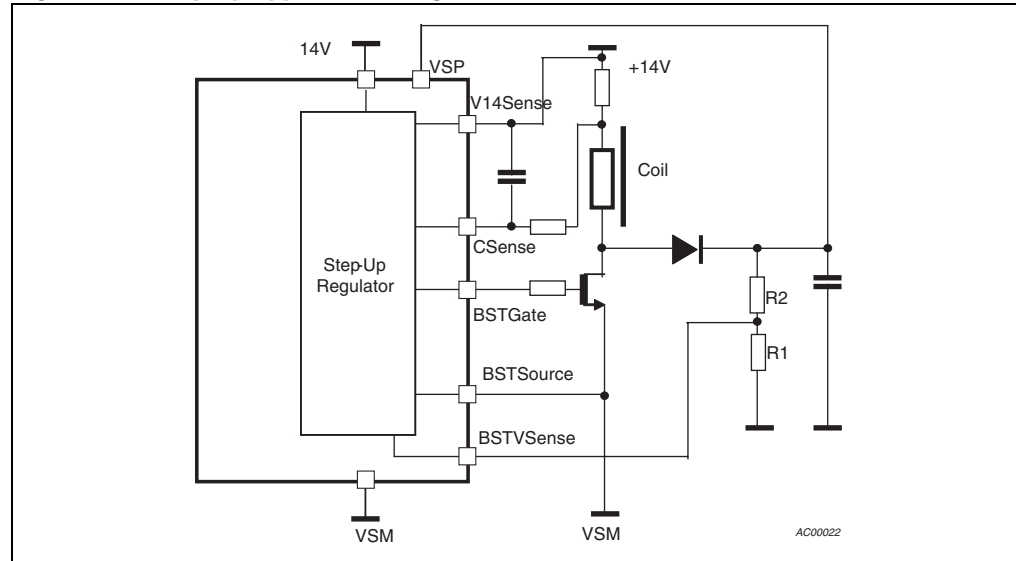 14V
VSP
+14V
V14Sense
Coil
CSense
Step-Up
Regulator
BSTGate
R2
R1
BSTSource
BSTVSense
VSM
VSM
AC00022